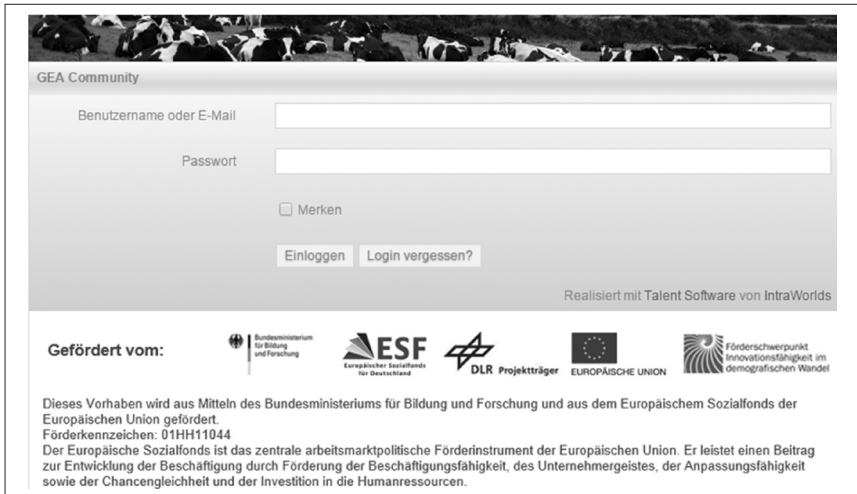 GEA Community
Benutzername oder E-Mail
Passwort
Merken
Einloggen Login vergessen?
Realisiert mit Talent Software von IntraWorlds
Gefördert vom:
Bundesministerium
für Bildung
und Forschung
ESF
Europäischer Sozialfonds
für Deutschland
DLR Projektträger
EUROPÄISCHE UNION
Förderschwerpunkt
Innovationsfähigkeit im
demografischen Wandel
Dieses Vorhaben wird aus Mitteln des Bundesministeriums für Bildung und Forschung und aus dem Europäischem Sozialfonds der
Europäischen Union gefördert.
Förderkennzeichen: 01HH11044
Der Europäische Sozialfonds ist das zentrale arbeitsmarktpolitische Förderinstrument der Europäischen Union. Er leistet einen Beitrag
zur Entwicklung der Beschäftigung durch Förderung der Beschäftigungsfähigkeit, des Unternehmergeistes, der Anpassungsfähigkeit
sowie der Chancengleichheit und der Investition in die Humanressourcen.